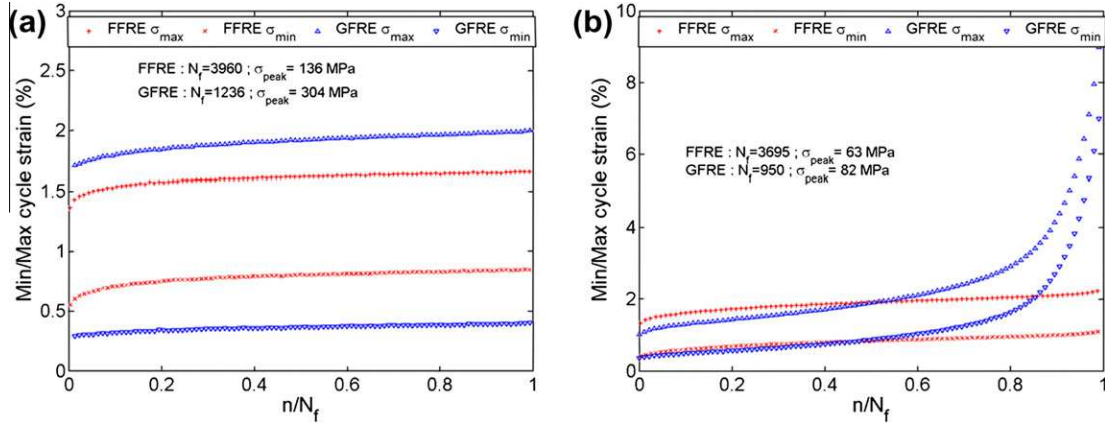 (a)
3
2.5
2
1.5
1
0.5
0
Min/Max cycle strain (%)
FFRE σmax FFRE σmin GFRE σmax GFRE σmin
FFRE : Nf=3960 ; σpeak= 136 MPa
GFRE : Nf=1236 ; σpeak= 304 MPa
0 0.2 0.4 0.6 0.8 1
n/Nf
(b)
10
8
6
4
2
0
Min/Max cycle strain (%)
FFRE σmax FFRE σmin GFRE σmax GFRE σmin
FFRE : Nf=3695 ; σpeak= 63 MPa
GFRE : Nf=950 ; σpeak= 82 MPa
0 0.2 0.4 0.6 0.8 1
n/Nf